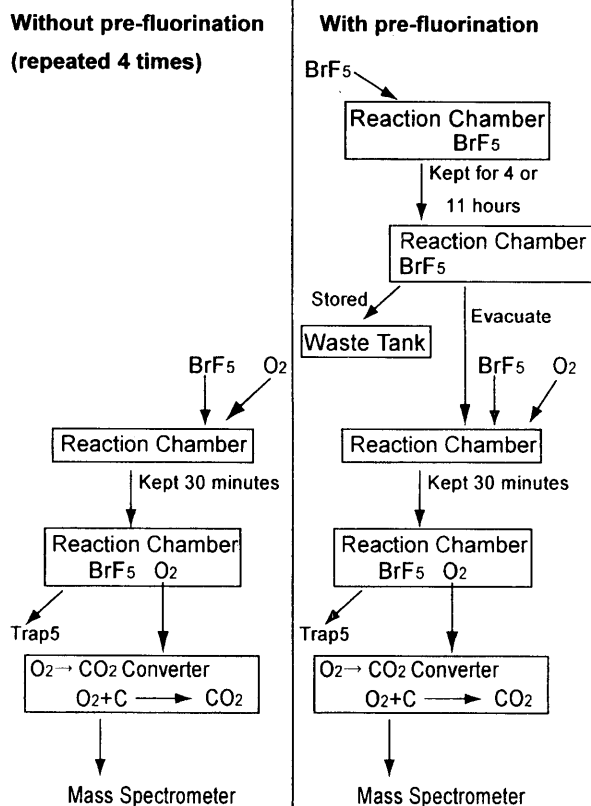 Without pre-fluorination
(repeated 4 times)
BrF5 O2
Reaction Chamber
Kept 30 minutes
Reaction Chamber
BrF5 O2
Trap5
O2→ CO2 Converter
O2+C → CO2
Mass Spectrometer
With pre-fluorination
BrF5
Reaction Chamber
BrF5
Kept for 4 or
11 hours
Reaction Chamber
BrF5
Stored
Evacuate
Waste Tank
BrF5 O2
Reaction Chamber
Kept 30 minutes
Reaction Chamber
BrF5 O2
Trap5
O2→ CO2 Converter
O2+C → CO2
Mass Spectrometer